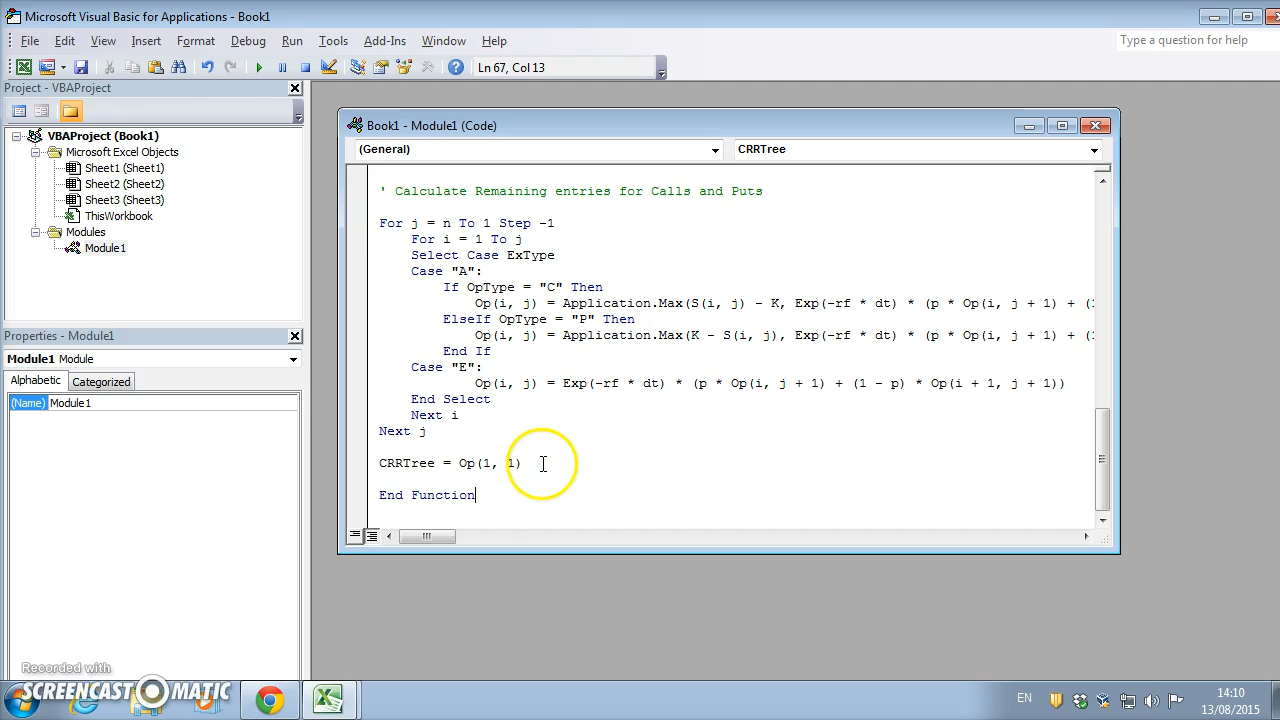 Microsoft Visual Basic for Applications - Book1
File Edit View Insert Format Debug Run Tools Add-Ins Window Help
Type a question for help
Ln 67, Col 13
Project - VBAProject
VBAProject (Book1)
Microsoft Excel Objects
Sheet1 (Sheet1)
Sheet2 (Sheet2)
Sheet3 (Sheet3)
ThisWorkbook
Modules
Module1
Properties - Module1
Module1 Module
Alphabetic Categorized
(Name) Module1
Book1 - Module1 (Code)
(General) CRRTree
' Calculate Remaining entries for Calls and Puts
For j = n To 1 Step -1
For i = 1 To j
Select Case ExType
Case "A":
If OpType = "C" Then
Op(i, j) = Application.Max(S(i, j) - K, Exp(-rf * dt) * (p * Op(i, j + 1) + (1
ElseIf OpType = "P" Then
Op(i, j) = Application.Max(K - S(i, j), Exp(-rf * dt) * (p * Op(i, j + 1) + (1
End If
Case "E":
Op(i, j) = Exp(-rf * dt) * (p * Op(i, j + 1) + (1 - p) * Op(i + 1, j + 1))
End Select
Next i
Next j
CRRTree = Op(1, 1)
End Function
Recorded with
SCREENCAST MATIC
EN
14:10
13/08/2015